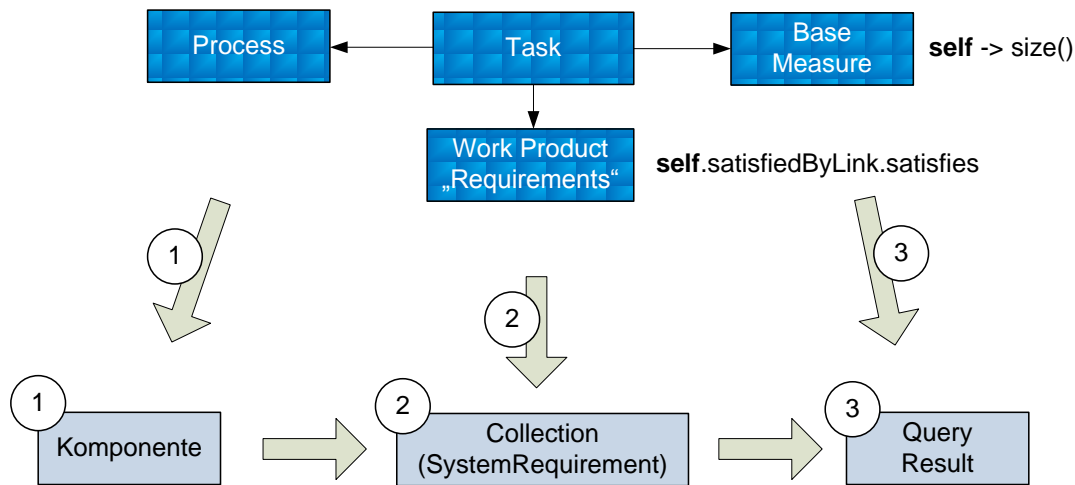 Process
Task
Base
Measure
self -> size()
Work Product
„Requirements“
self.satisfiedByLink.satisfies
1
2
3
1
Komponente
2
Collection
(SystemRequirement)
3
Query
Result